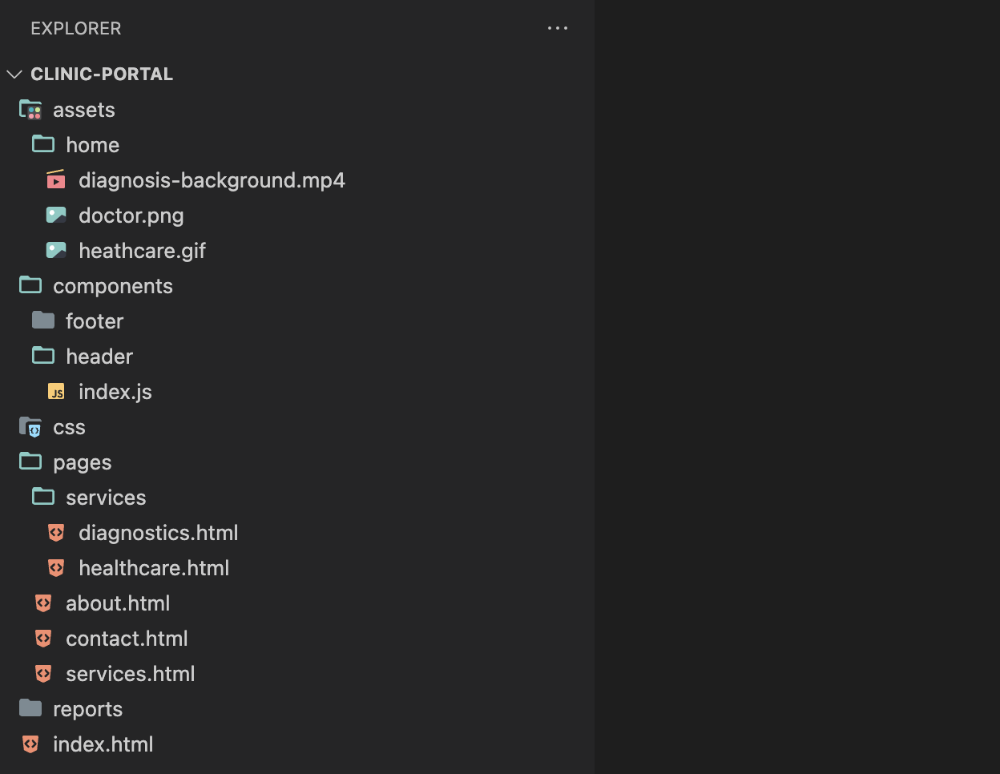 EXPLORER
CLINIC-PORTAL
assets
home
diagnosis-background.mp4
doctor.png
heathcare.gif
components
footer
header
JS index.js
css
pages
services
diagnostics.html
healthcare.html
about.html
contact.html
services.html
reports
index.html